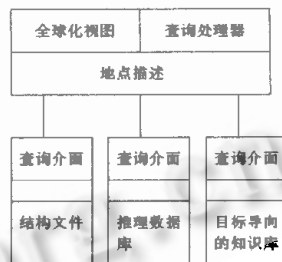 全球化视图 查询处理器
地点描述
查询介面 查询介面 查询介面
结构文件 推理数据 目标导向
库 的知识库